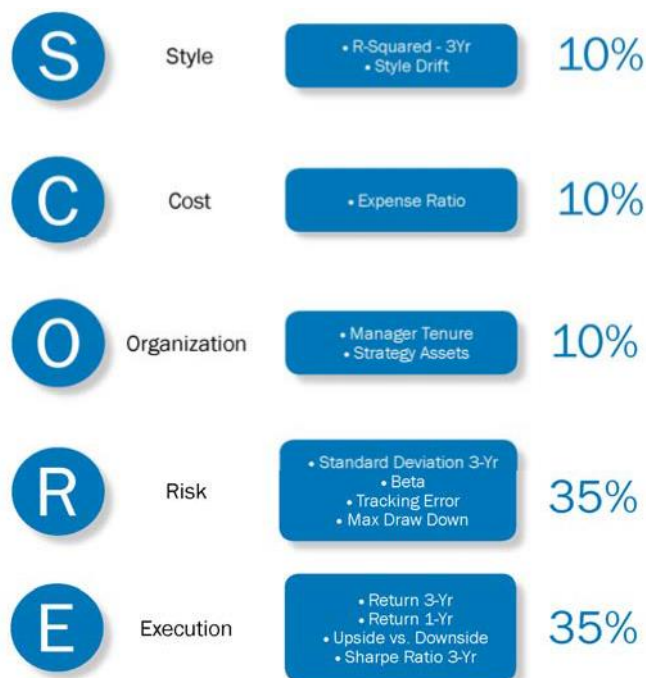 S
Style
• R-Squared - 3Yr
• Style Drift
10%
C
Cost
• Expense Ratio
10%
O
Organization
• Manager Tenure
• Strategy Assets
10%
R
Risk
• Standard Deviation 3-Yr
• Beta
• Tracking Error
• Max Draw Down
35%
E
Execution
• Return 3-Yr
• Return 1-Yr
• Upside vs. Downside
• Sharpe Ratio 3-Yr
35%